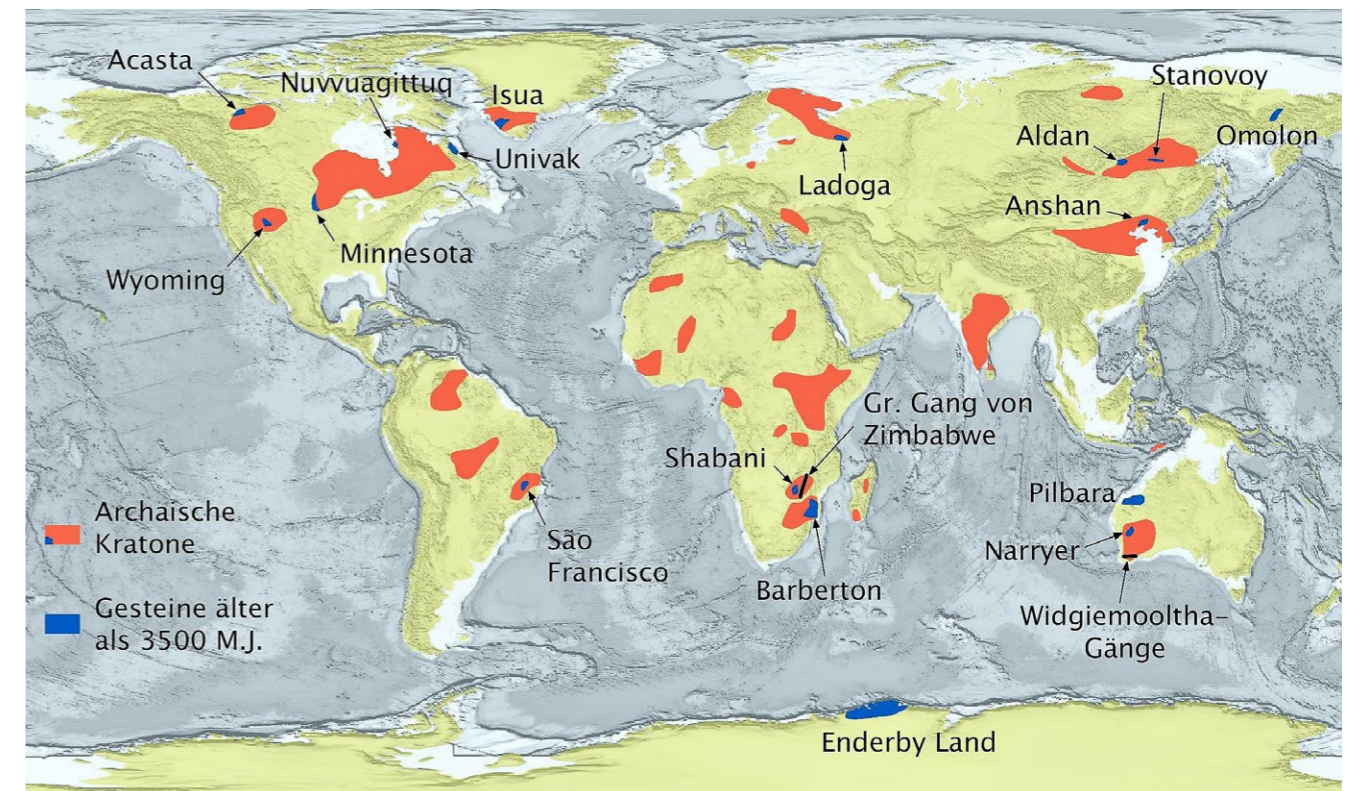 Acasta
Nuvvuagittuq
Isua
Univak
Minnesota
Wyoming
Ladoga
Stanovoy
Aldan
Omolon
Anshan
Gr. Gang von
Zimbabwe
Shabani
São
Francisco
Barberton
Pilbara
Narryer
Widgiemooltha-
Gänge
Enderby Land
Archaische
Kratone
Gesteine älter
als 3500 M.J.